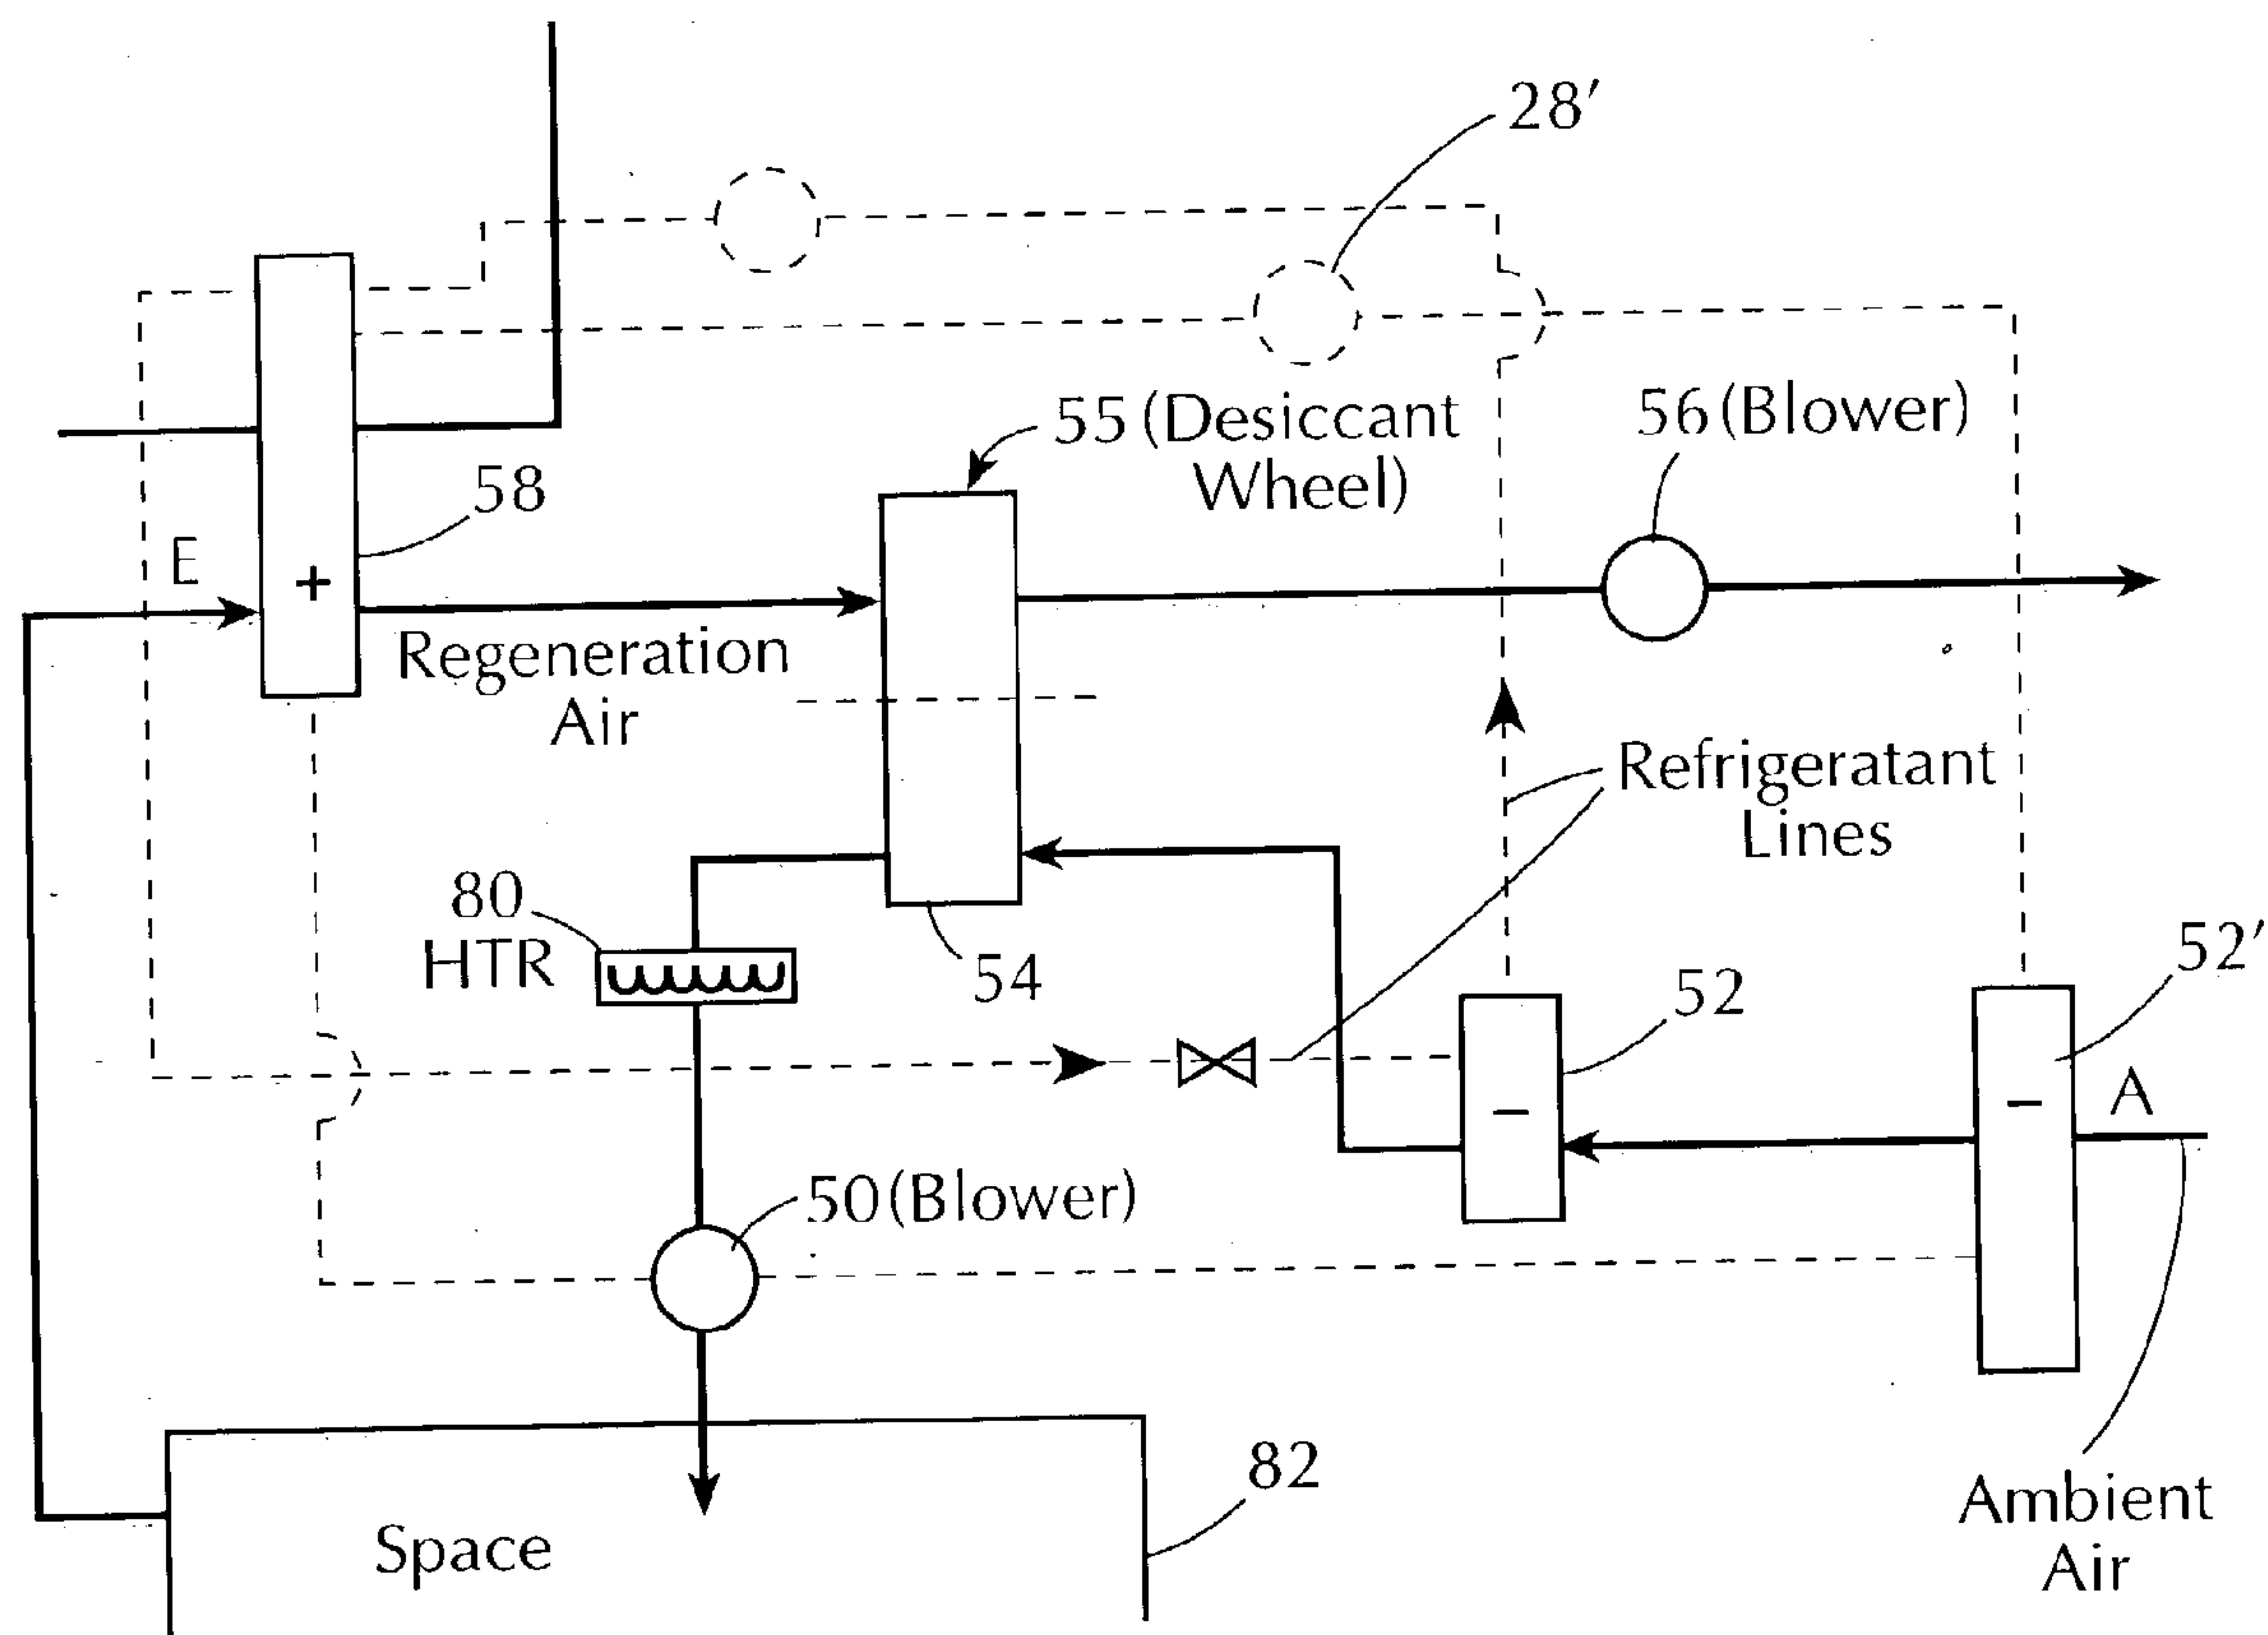 28'
55 (Desiccant
Wheel)
56 (Blower)
58
E
+
Regeneration
Air
Refrigeratant
Lines
80
HTR
54
52
52'
−
−
A
50 (Blower)
82
Space
Ambient
Air